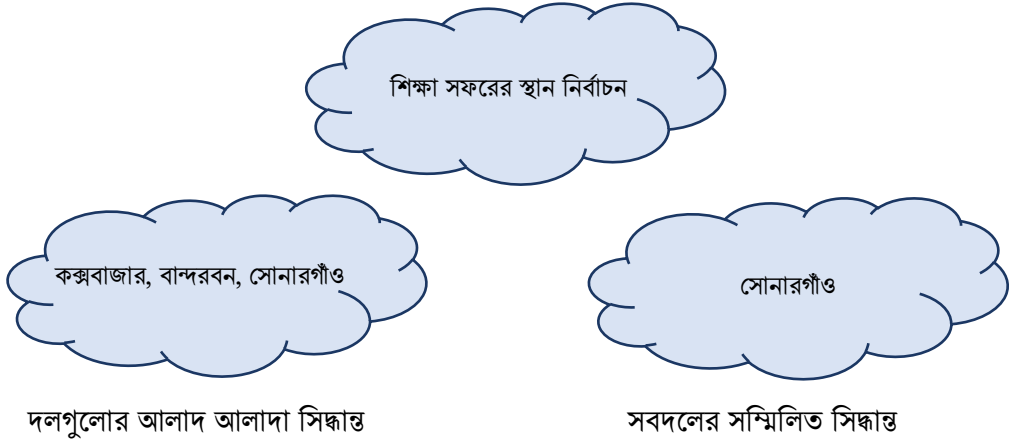 শিক্ষা সফরের স্থান নির্বাচন
কক্সবাজার, বান্দরবন, সোনারগাঁও
সোনারগাঁও
দলগুলোর আলাদ আলাদা সিদ্ধান্ত
সবদলের সম্মিলিত সিদ্ধান্ত